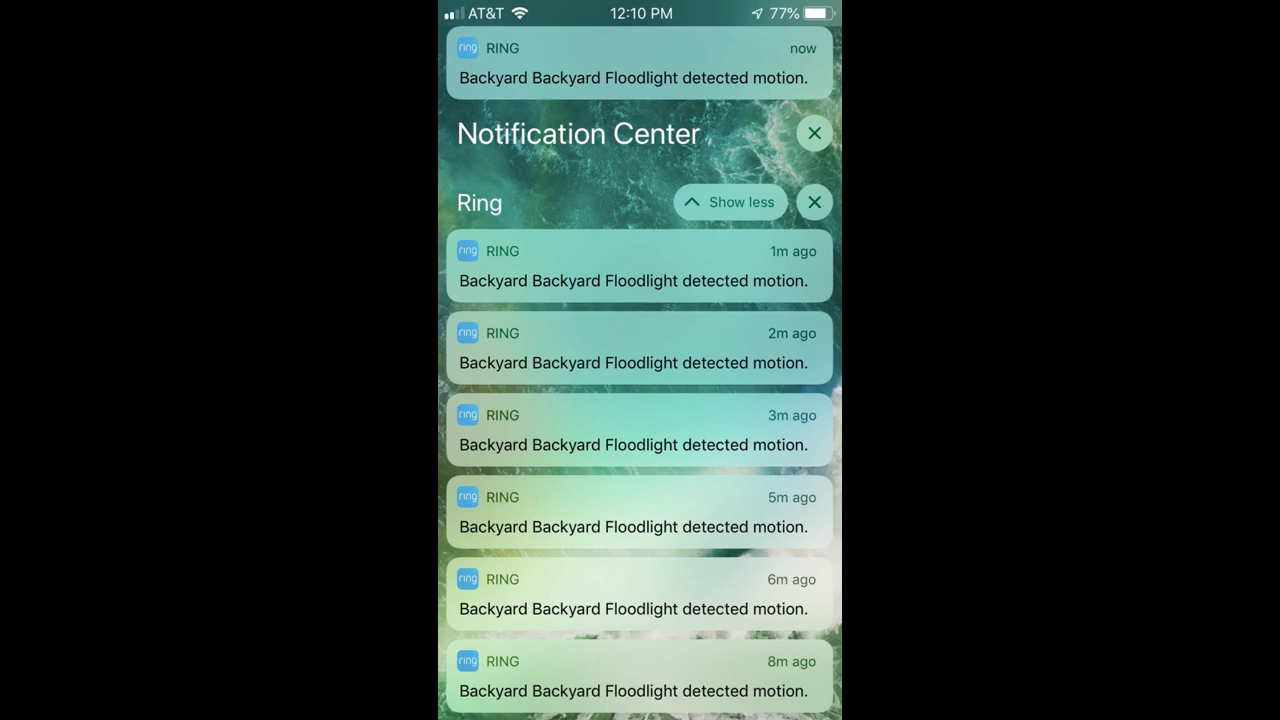 AT&T 12:10 PM 77%
ring RING now
Backyard Backyard Floodlight detected motion.
Notification Center
Ring Show less
ring RING 1m ago
Backyard Backyard Floodlight detected motion.
ring RING 2m ago
Backyard Backyard Floodlight detected motion.
ring RING 3m ago
Backyard Backyard Floodlight detected motion.
ring RING 5m ago
Backyard Backyard Floodlight detected motion.
ring RING 6m ago
Backyard Backyard Floodlight detected motion.
ring RING 8m ago
Backyard Backyard Floodlight detected motion.